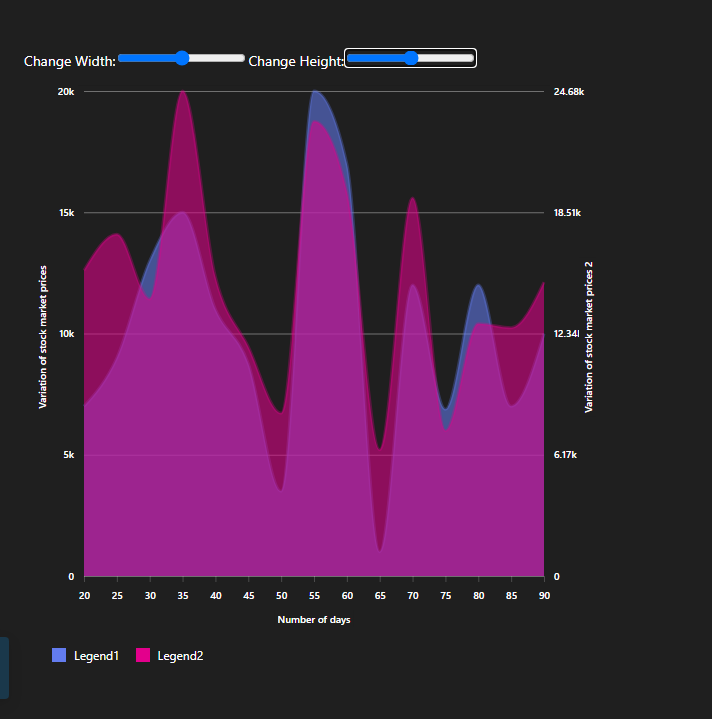 Change Width: Change Height:
20k 24.68k
15k 18.51k
Variation of stock market prices
Variation of stock market prices 2
10k 12.34
5k 6.17k
0 0
20 25 30 35 40 45 50 55 60 65 70 75 80 85 90
Number of days
Legend1 Legend2